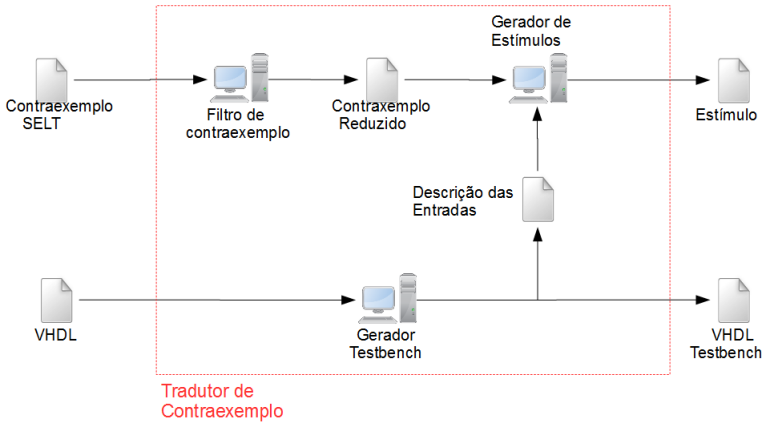 Gerador de
Estímulos
Contraexemplo
SELT
Filtro de
contraexemplo
Contraxemplo
Reduzido
Estímulo
Descrição das
Entradas
VHDL
Gerador
Testbench
VHDL
Testbench
Tradutor de
Contraexemplo